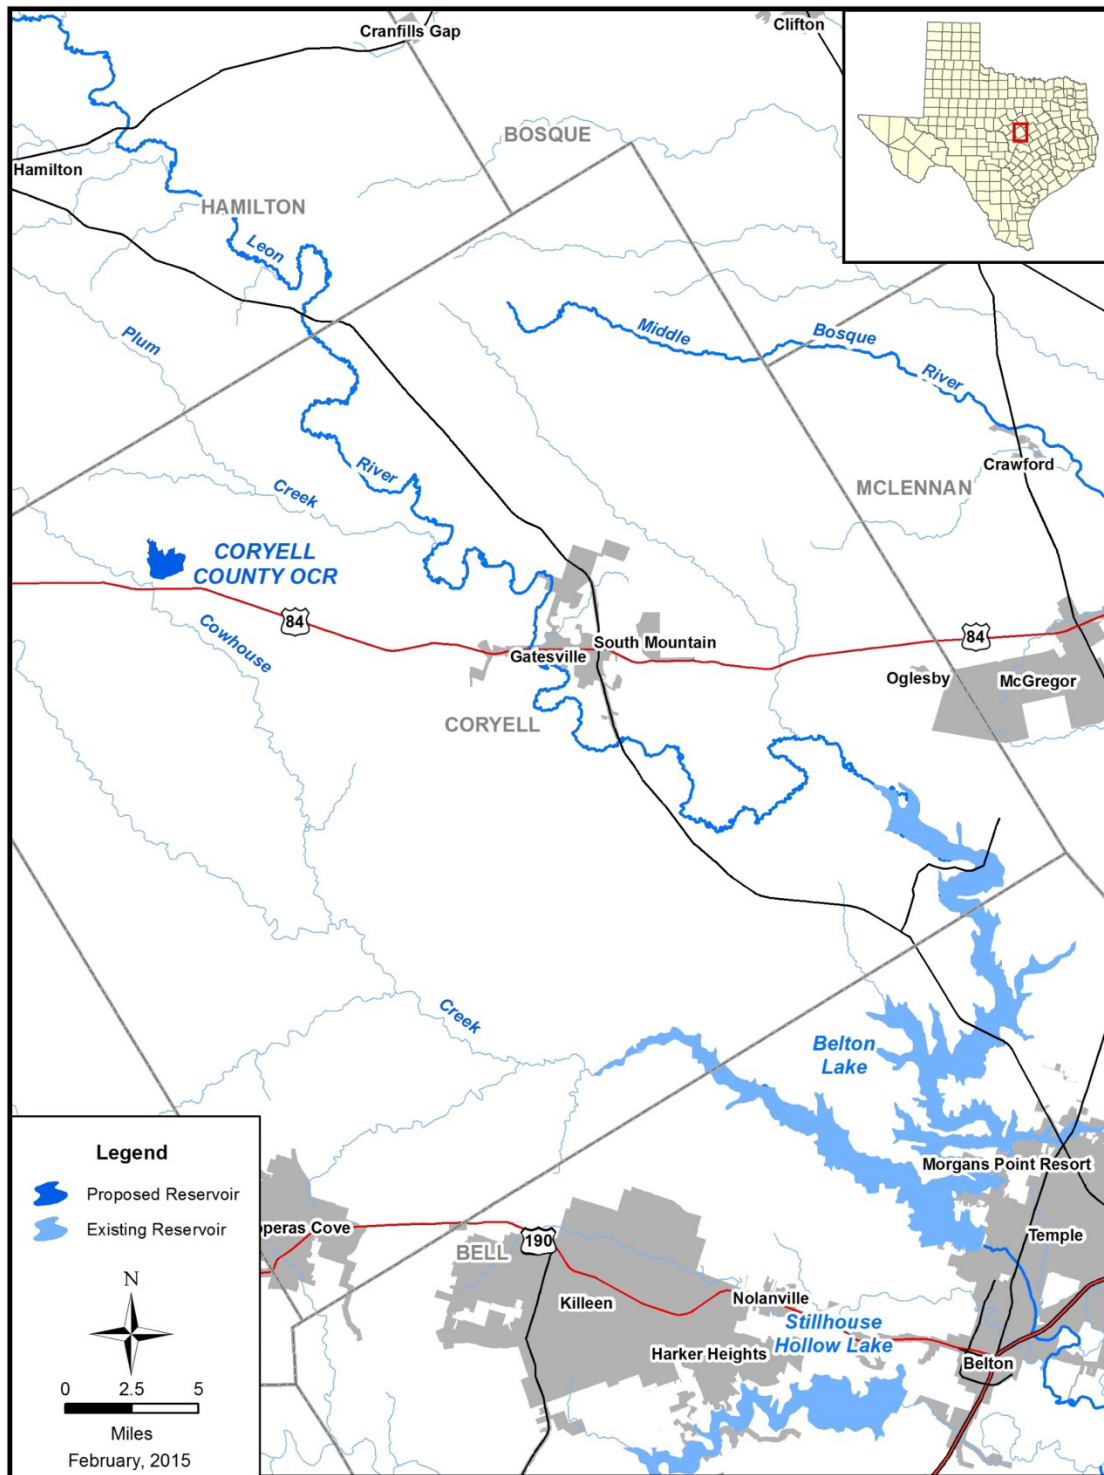 Cranfills Gap
Clifton
BOSQUE
Hamilton
HAMILTON
Leon
Plum
Middle
Bosque
River
Crawford
River
Creek
MCLENNAN
CORYELL
COUNTY OCR
84
Cowhouse
84
South Mountain
Gatesville
Oglesby
McGregor
CORYELL
Creek
Belton
Lake
Legend
Proposed Reservoir
Existing Reservoir
Morgans Point Resort
operas Cove
BELL
190
Temple
N
Killeen
Nolanville
Stillhouse
Hollow Lake
Harker Heights
Belton
0 2.5 5
Miles
February, 2015